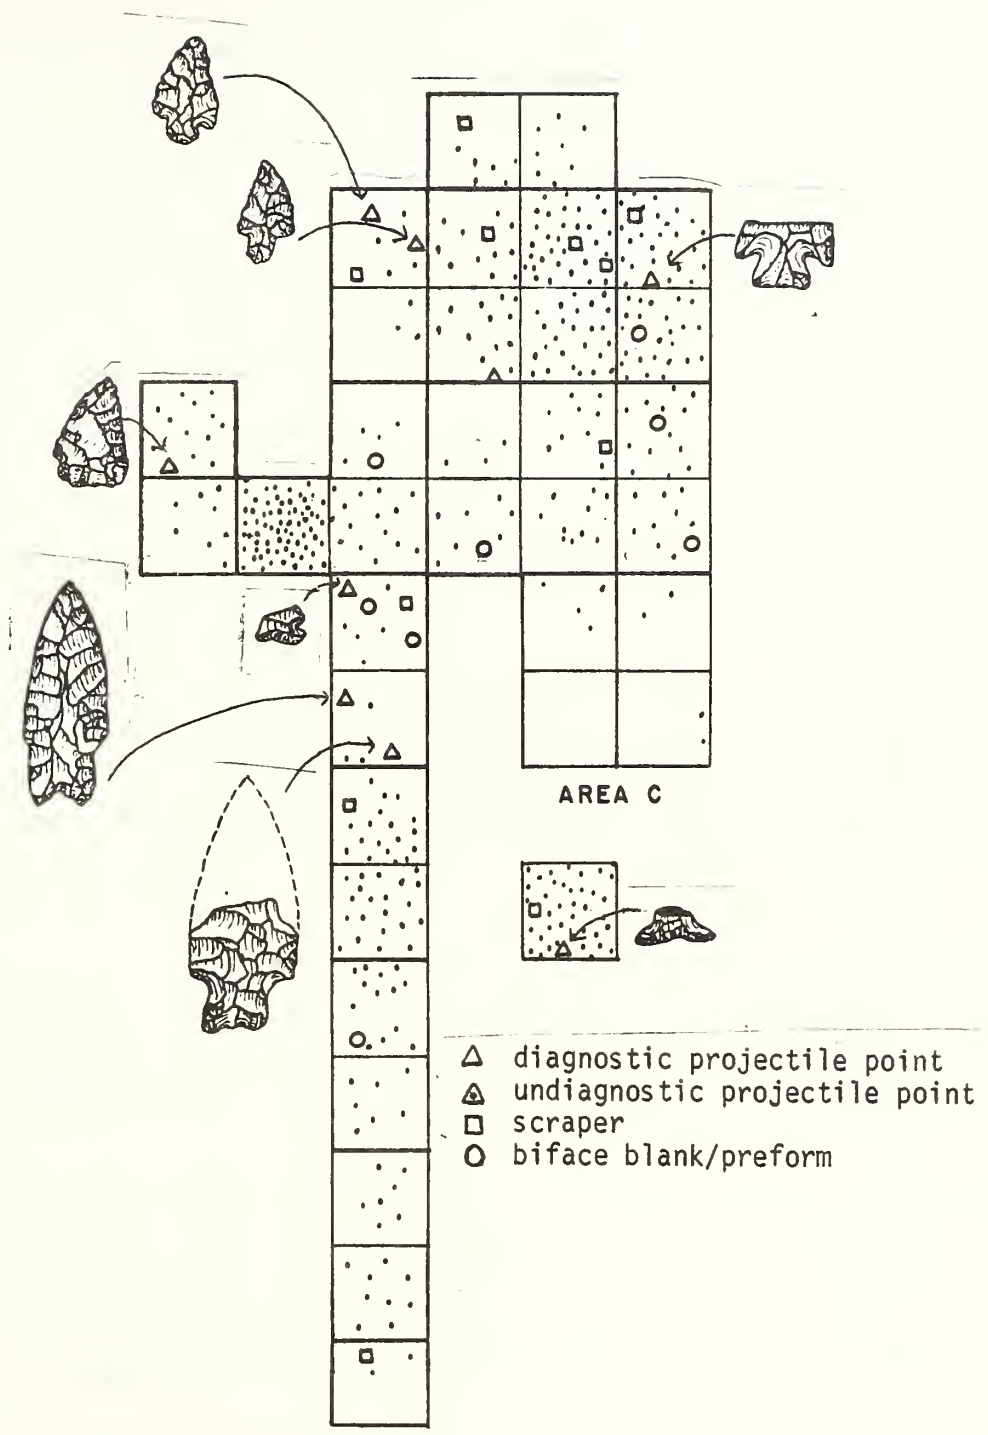 AREA C
diagnostic projectile point
undiagnostic projectile point
scraper
biface blank/preform